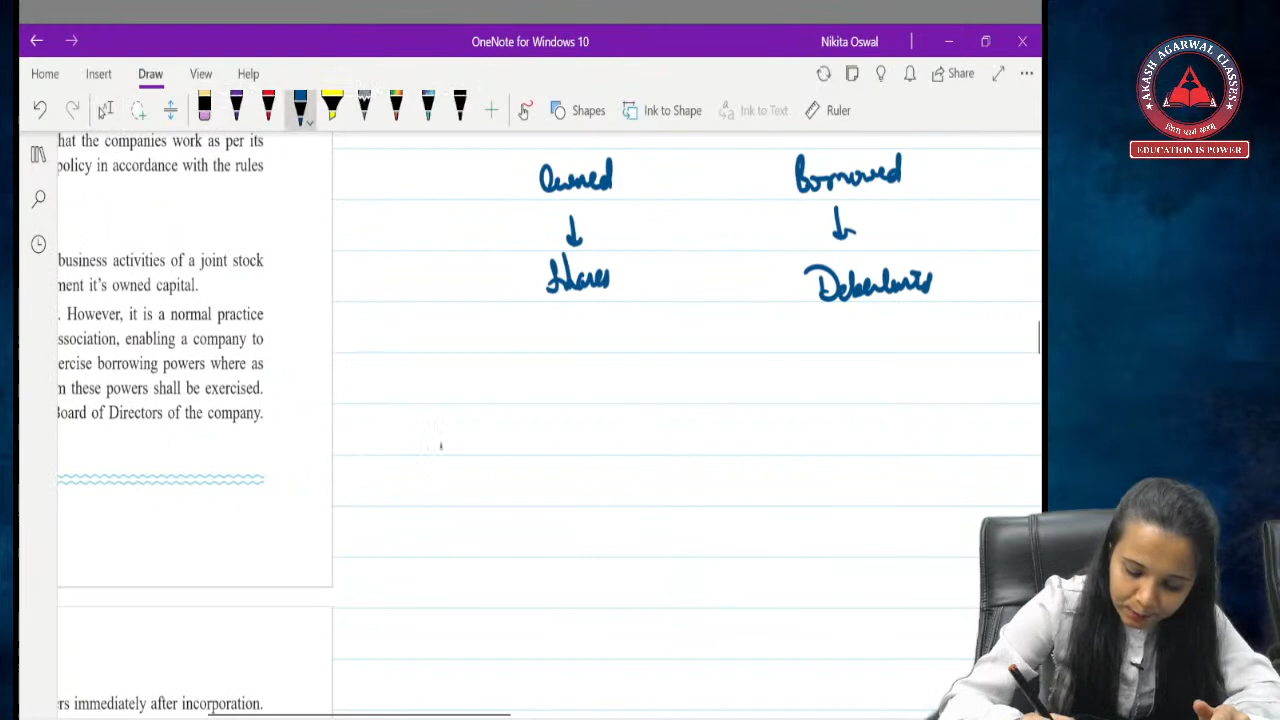 OneNote for Windows 10
Nikita Oswal
Home Insert Draw View Help
Share
Shapes Ink to Shape Ink to Text Ruler
hat the companies work as per its
policy in accordance with the rules
business activities of a joint stock
ment it's owned capital.
. However, it is a normal practice
ssociation, enabling a company to
ercise borrowing powers where as
m these powers shall be exercised.
Board of Directors of the company.
rs immediately after incorporation.
Owned Borrowed
Shares Debentures
AKASH AGARWAL CLASSES
EDUCATION IS POWER